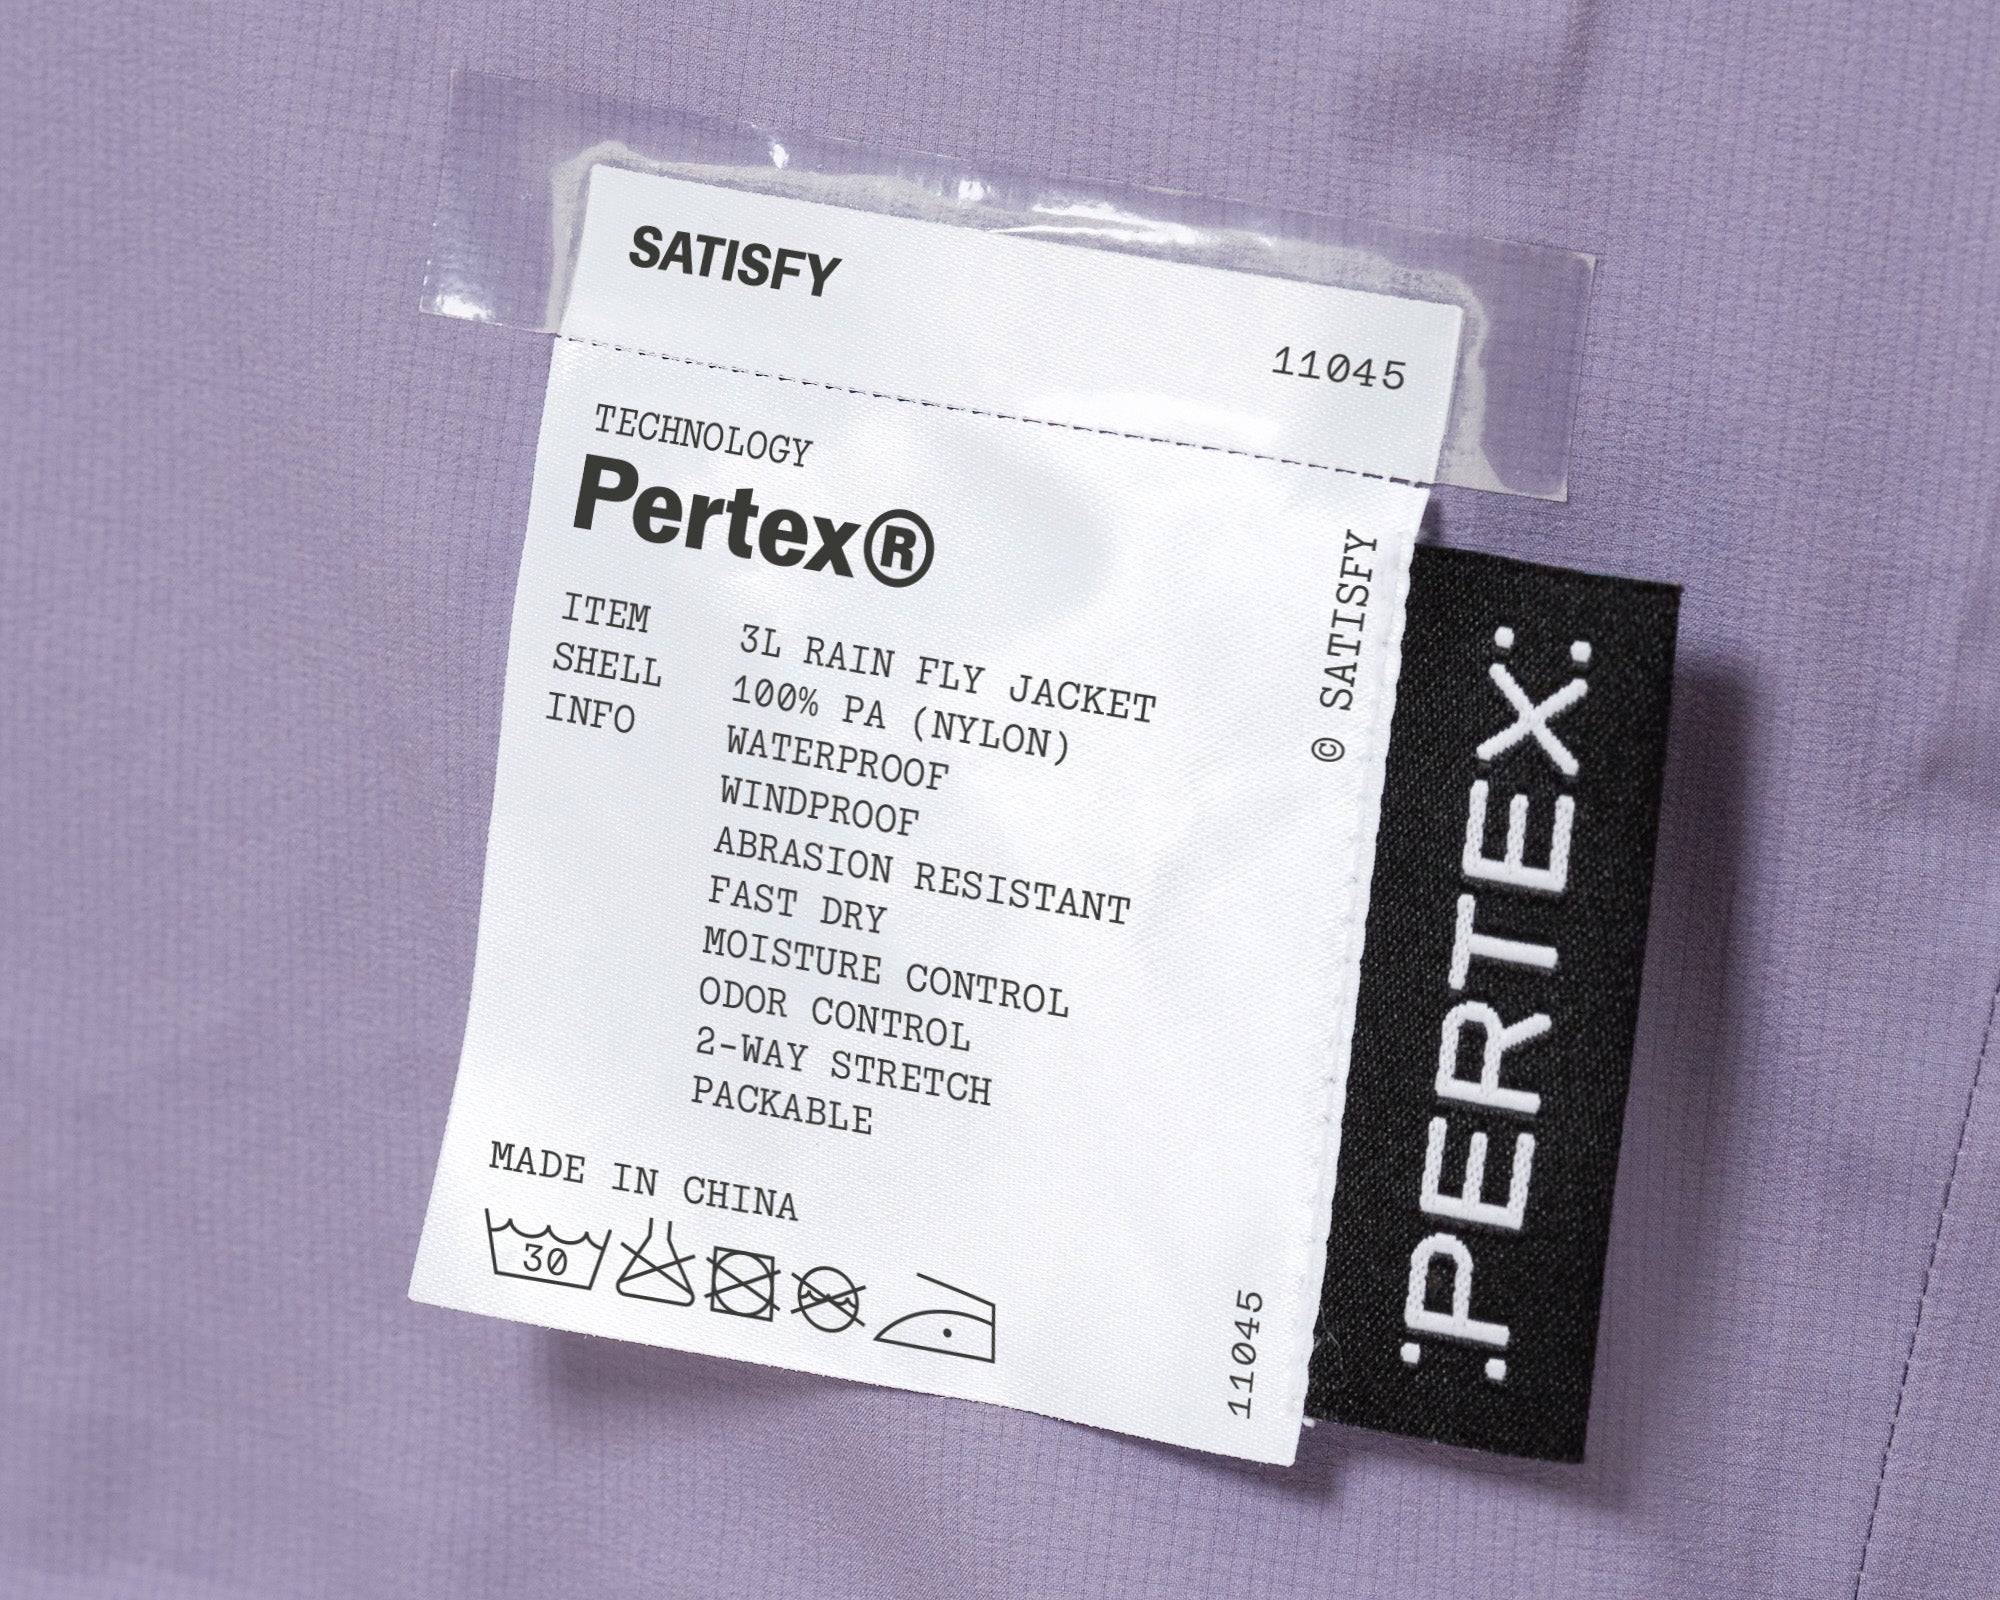 SATISFY
11045
TECHNOLOGY
Pertex®
ITEM 3L RAIN FLY JACKET
SHELL 100% PA (NYLON)
INFO WATERPROOF
WINDPROOF
ABRASION RESISTANT
FAST DRY
MOISTURE CONTROL
ODOR CONTROL
2-WAY STRETCH
PACKABLE
MADE IN CHINA
30
© SATISFY
11045
PERTEX